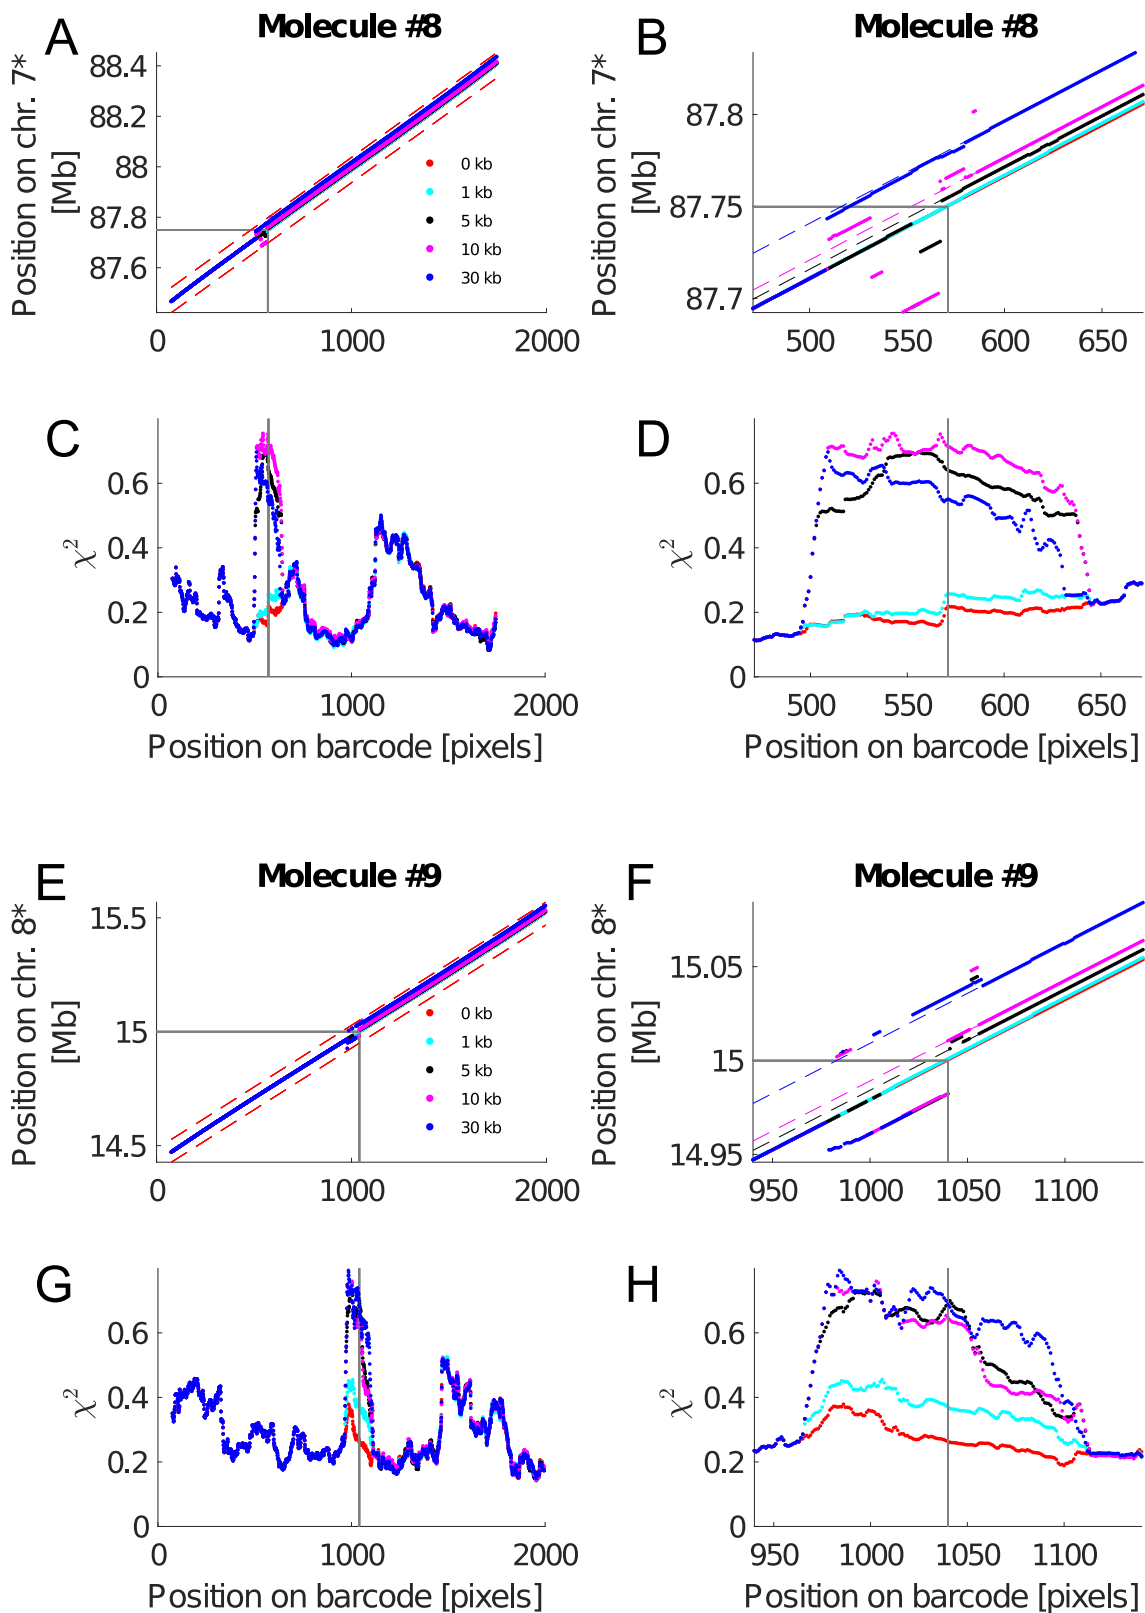 A
Molecule #8
Position on chr. 7*
[Mb]
88.4
88.2
88
87.8
87.6
0 kb
1 kb
5 kb
10 kb
30 kb
0
1000
2000
B
Molecule #8
Position on chr. 7*
[Mb]
87.8
87.75
87.7
500
550
600
650
C
χ²
0.6
0.4
0.2
0
0
1000
2000
Position on barcode [pixels]
D
χ²
0.6
0.4
0.2
0
500
550
600
650
Position on barcode [pixels]
E
Molecule #9
Position on chr. 8*
[Mb]
15.5
15
14.5
0 kb
1 kb
5 kb
10 kb
30 kb
0
1000
2000
F
Molecule #9
Position on chr. 8*
[Mb]
15.05
15
14.95
950
1000
1050
1100
G
χ²
0.6
0.4
0.2
0
0
1000
2000
Position on barcode [pixels]
H
χ²
0.6
0.4
0.2
0
950
1000
1050
1100
Position on barcode [pixels]